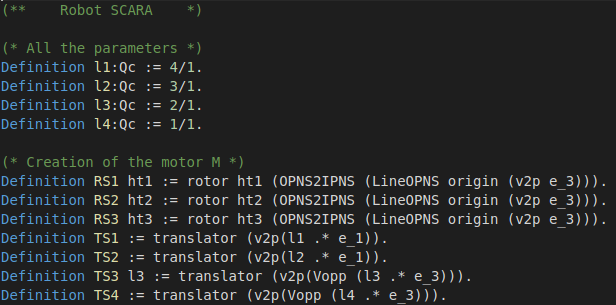 (**    Robot SCARA    *)
(* All the parameters *)
Definition l1:Qc := 4/1.
Definition l2:Qc := 3/1.
Definition l3:Qc := 2/1.
Definition l4:Qc := 1/1.
(* Creation of the motor M *)
Definition RS1 ht1 := rotor ht1 (OPNS2IPNS (LineOPNS origin (v2p e_3))).
Definition RS2 ht2 := rotor ht2 (OPNS2IPNS (LineOPNS origin (v2p e_3))).
Definition RS3 ht3 := rotor ht3 (OPNS2IPNS (LineOPNS origin (v2p e_3))).
Definition TS1 := translator (v2p(l1 .* e_1)).
Definition TS2 := translator (v2p(l2 .* e_1)).
Definition TS3 l3 := translator (v2p(Vopp (l3 .* e_3))).
Definition TS4 := translator (v2p(Vopp (l4 .* e_3))).